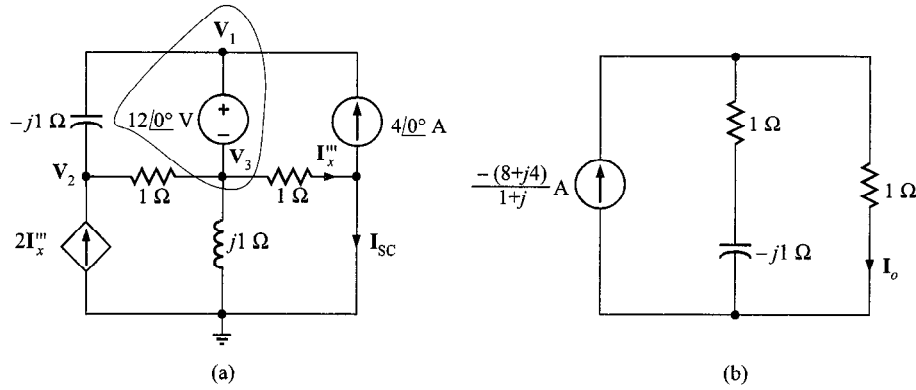 V₁
−j1 Ω
12/0° V
+
−
4/0° A
V₃
I‴ₓ
V₂
1 Ω
1 Ω
2I‴ₓ
j1 Ω
I_SC
(a)
−(8+j4)
1+j
A
1 Ω
1 Ω
−j1 Ω
Iₒ
(b)